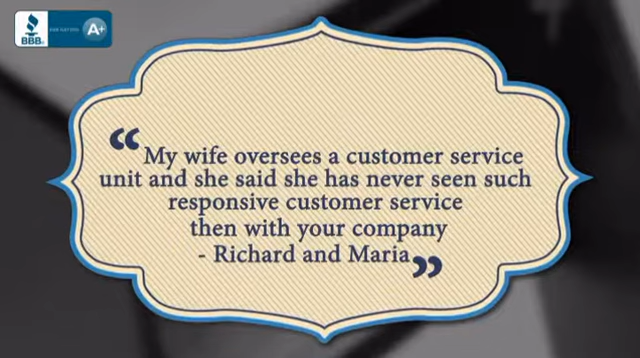 BBB.
A+
“My wife oversees a customer service
unit and she said she has never seen such
responsive customer service
then with your company
- Richard and Maria”